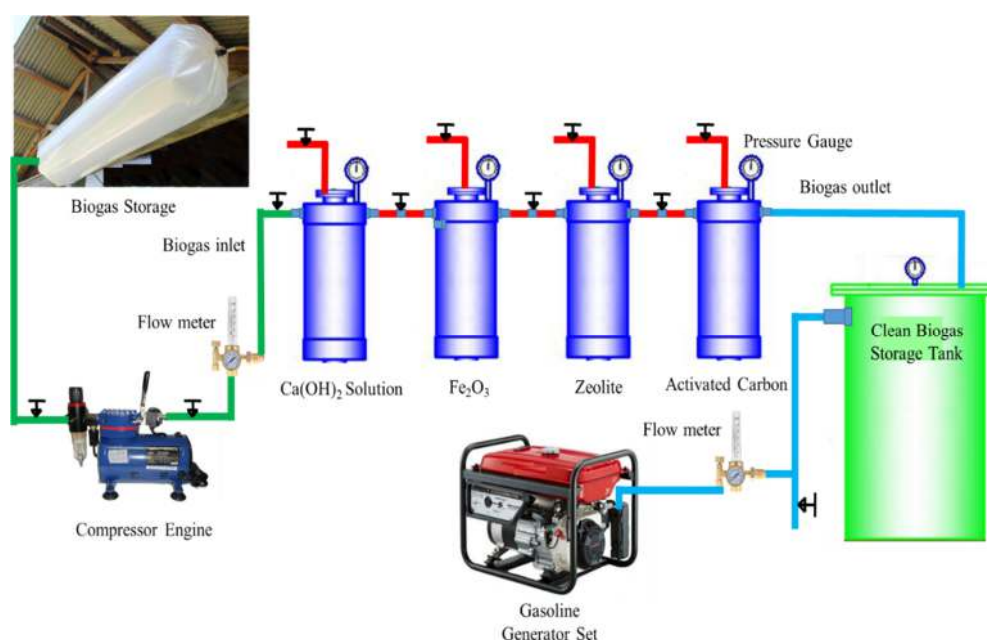 Pressure Gauge
Biogas outlet
Biogas Storage
Biogas inlet
Flow meter
Clean Biogas
Storage Tank
Ca(OH)₂ Solution
Fe₂O₃
Zeolite
Activated Carbon
Flow meter
Compressor Engine
Gasoline
Generator Set